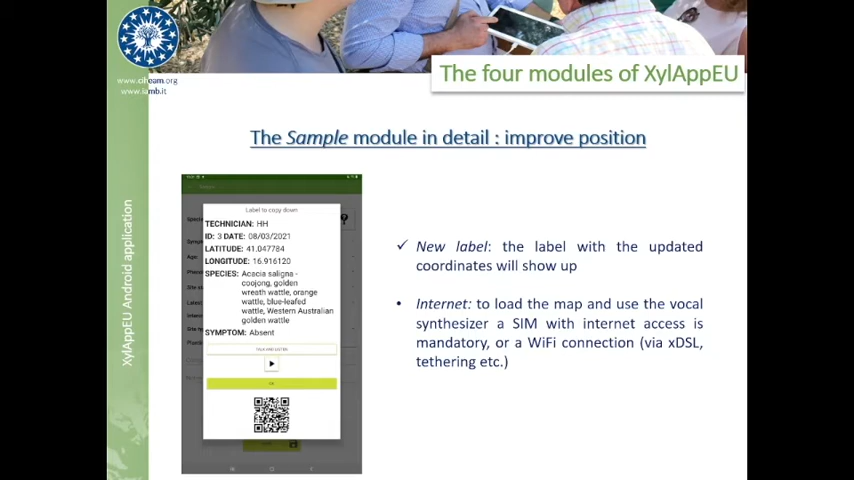 www.ciheam.org
www.iamb.it
The four modules of XylAppEU
The Sample module in detail : improve position
XylAppEU Android application
Label to copy down
TECHNICIAN: HH
ID: 3 DATE: 08/03/2021
LATITUDE: 41.047784
LONGITUDE: 16.916120
SPECIES: Acacia saligna -
coojong, golden
wreath wattle, orange
wattle, blue-leafed
wattle, Western Australian
golden wattle
SYMPTOM: Absent
TALK AND LISTEN
OK
✓ New label: the label with the updated
coordinates will show up
• Internet: to load the map and use the vocal
synthesizer a SIM with internet access is
mandatory, or a WiFi connection (via xDSL,
tethering etc.)